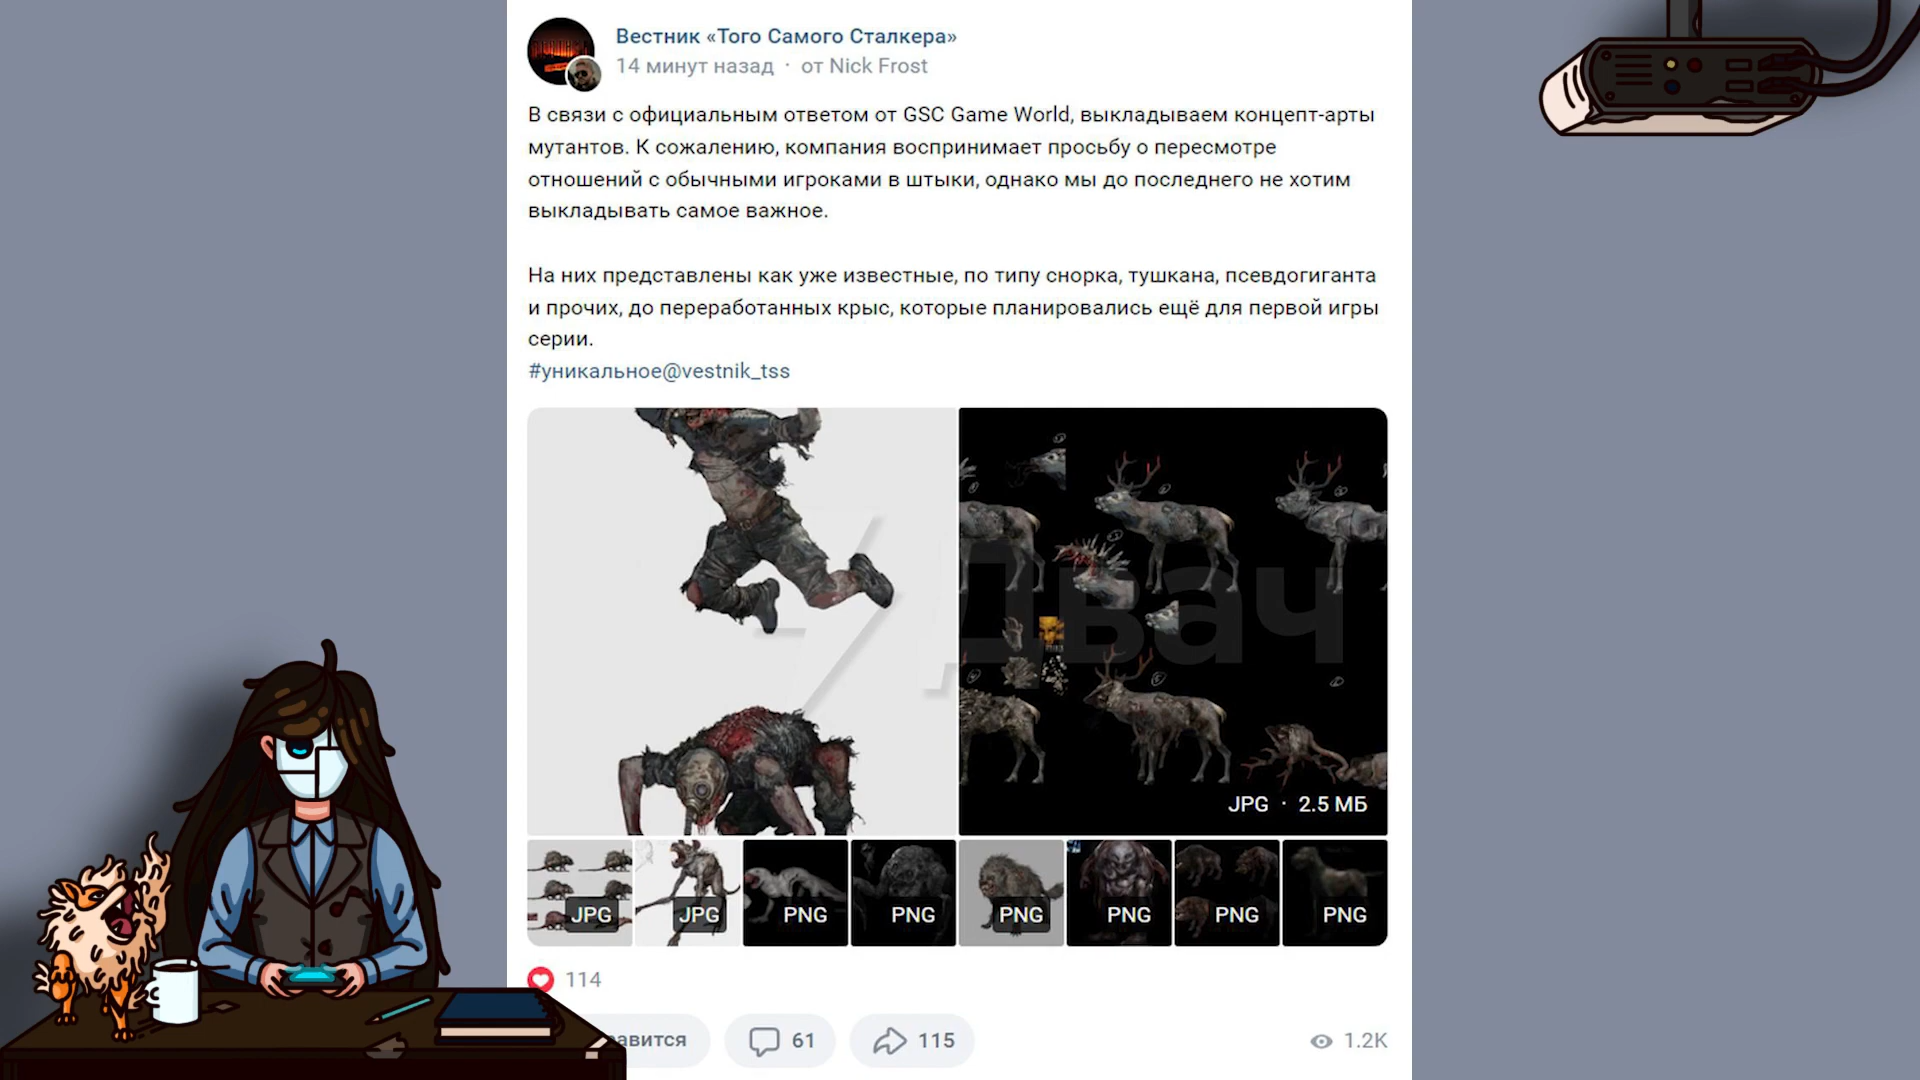 Вестник «Того Самого Сталкера»
14 минут назад · от Nick Frost
В связи с официальным ответом от GSC Game World, выкладываем концепт-арты
мутантов. К сожалению, компания воспринимает просьбу о пересмотре
отношений с обычными игроками в штыки, однако мы до последнего не хотим
выкладывать самое важное.
На них представлены как уже известные, по типу снорка, тушкана, псевдогиганта
и прочих, до переработанных крыс, которые планировались ещё для первой игры
серии.
#уникальное@vestnik_tss
Двач
JPG · 2.5 МБ
JPG
JPG
PNG
PNG
PNG
PNG
PNG
PNG
114
равится
61
115
1.2K